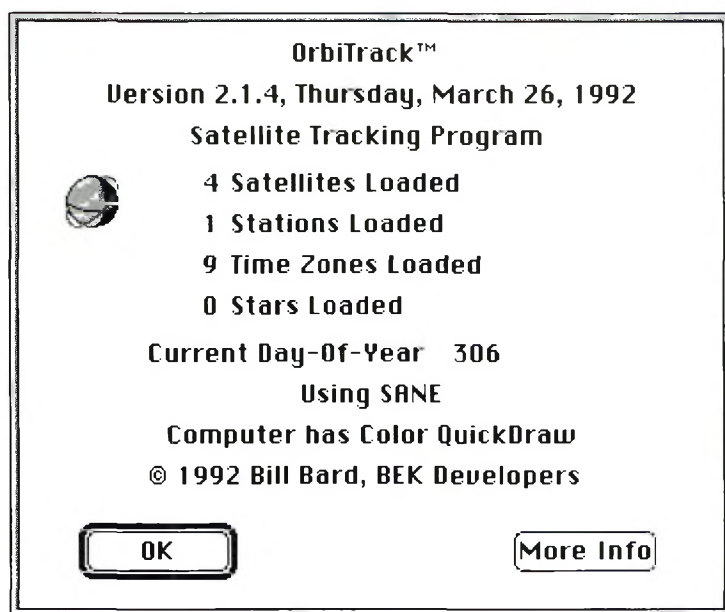 OrbiTrack™
Version 2.1.4, Thursday, March 26, 1992
Satellite Tracking Program
4 Satellites Loaded
1 Stations Loaded
9 Time Zones Loaded
0 Stars Loaded
Current Day-Of-Year 306
Using SANE
Computer has Color QuickDraw
© 1992 Bill Bard, BEK Developers
OK
More Info